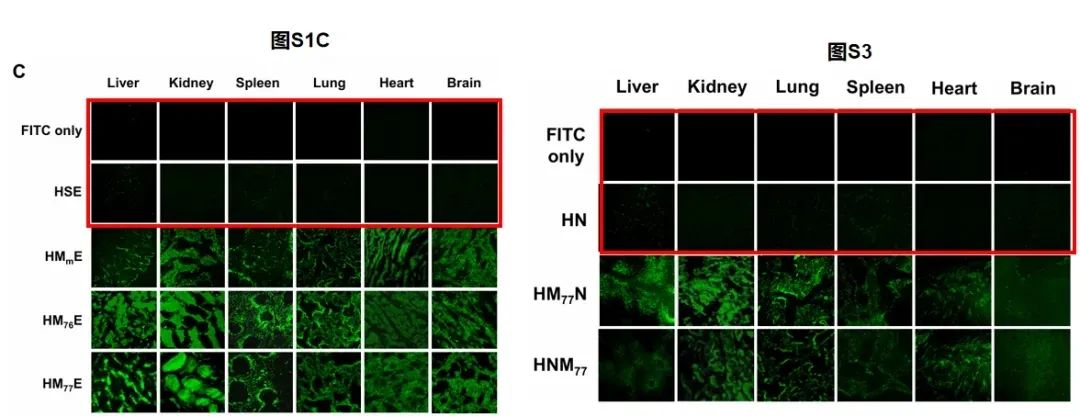 图S1C
C
Liver Kidney Spleen Lung Heart Brain
FITC only
HSE
HMmE
HM76E
HM77E
图S3
Liver Kidney Lung Spleen Heart Brain
FITC
only
HN
HM77N
HNM77